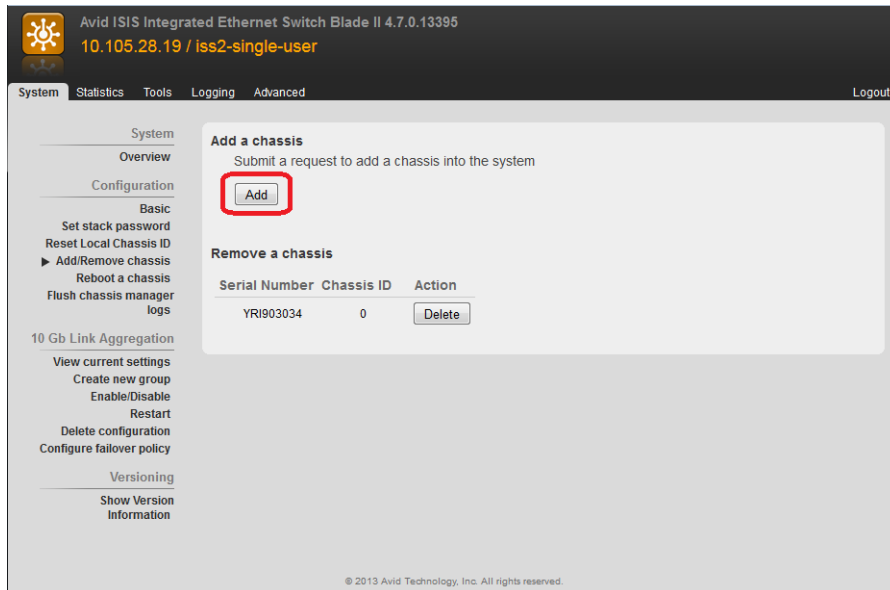 Avid ISIS Integrated Ethernet Switch Blade II 4.7.0.13395
10.105.28.19 / iss2-single-user
System Statistics Tools Logging Advanced Logout
System
Overview
Configuration
Basic
Set stack password
Reset Local Chassis ID
Add/Remove chassis
Reboot a chassis
Flush chassis manager
logs
10 Gb Link Aggregation
View current settings
Create new group
Enable/Disable
Restart
Delete configuration
Configure failover policy
Versioning
Show Version
Information
Add a chassis
Submit a request to add a chassis into the system
Add
Remove a chassis
Serial Number Chassis ID Action
YRI903034 0 Delete
© 2013 Avid Technology, Inc. All rights reserved.